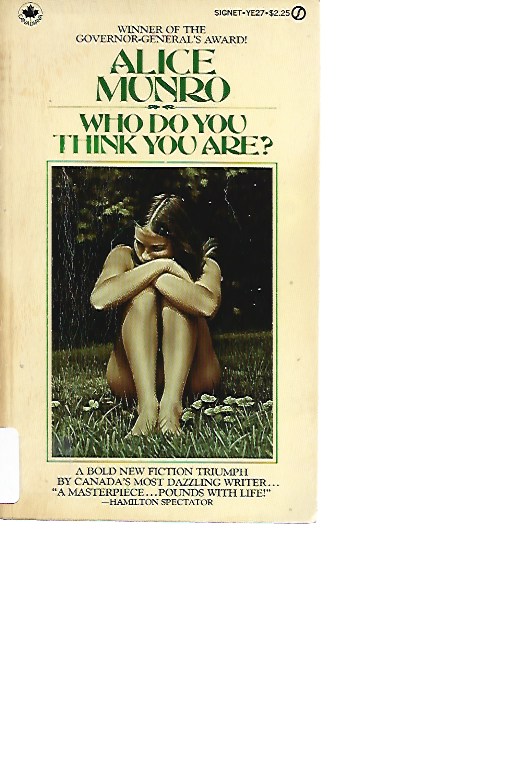 CANADIAN
SIGNET•YE27•$2.25
WINNER OF THE
GOVERNOR-GENERAL'S AWARD!
ALICE
MUNRO
WHO DO YOU
THINK YOU ARE?
A BOLD NEW FICTION TRIUMPH
BY CANADA'S MOST DAZZLING WRITER...
"A MASTERPIECE...POUNDS WITH LIFE!"
—HAMILTON SPECTATOR